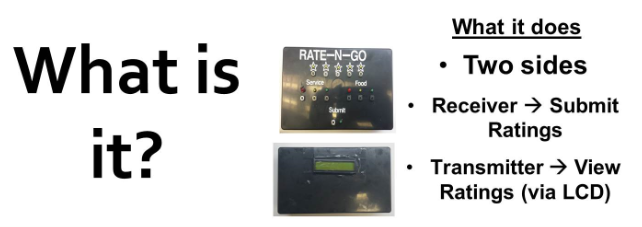 What is
it?
RATE-N-GO
Service Food
Submit
What it does
• Two sides
• Receiver → Submit
Ratings
• Transmitter → View
Ratings (via LCD)